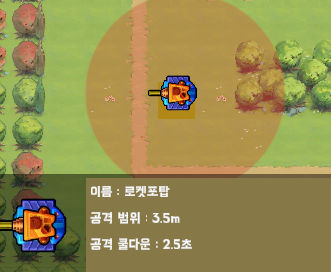 이름 : 로켓포탑
공격 범위 : 3.5m
공격 쿨다운 : 2.5초